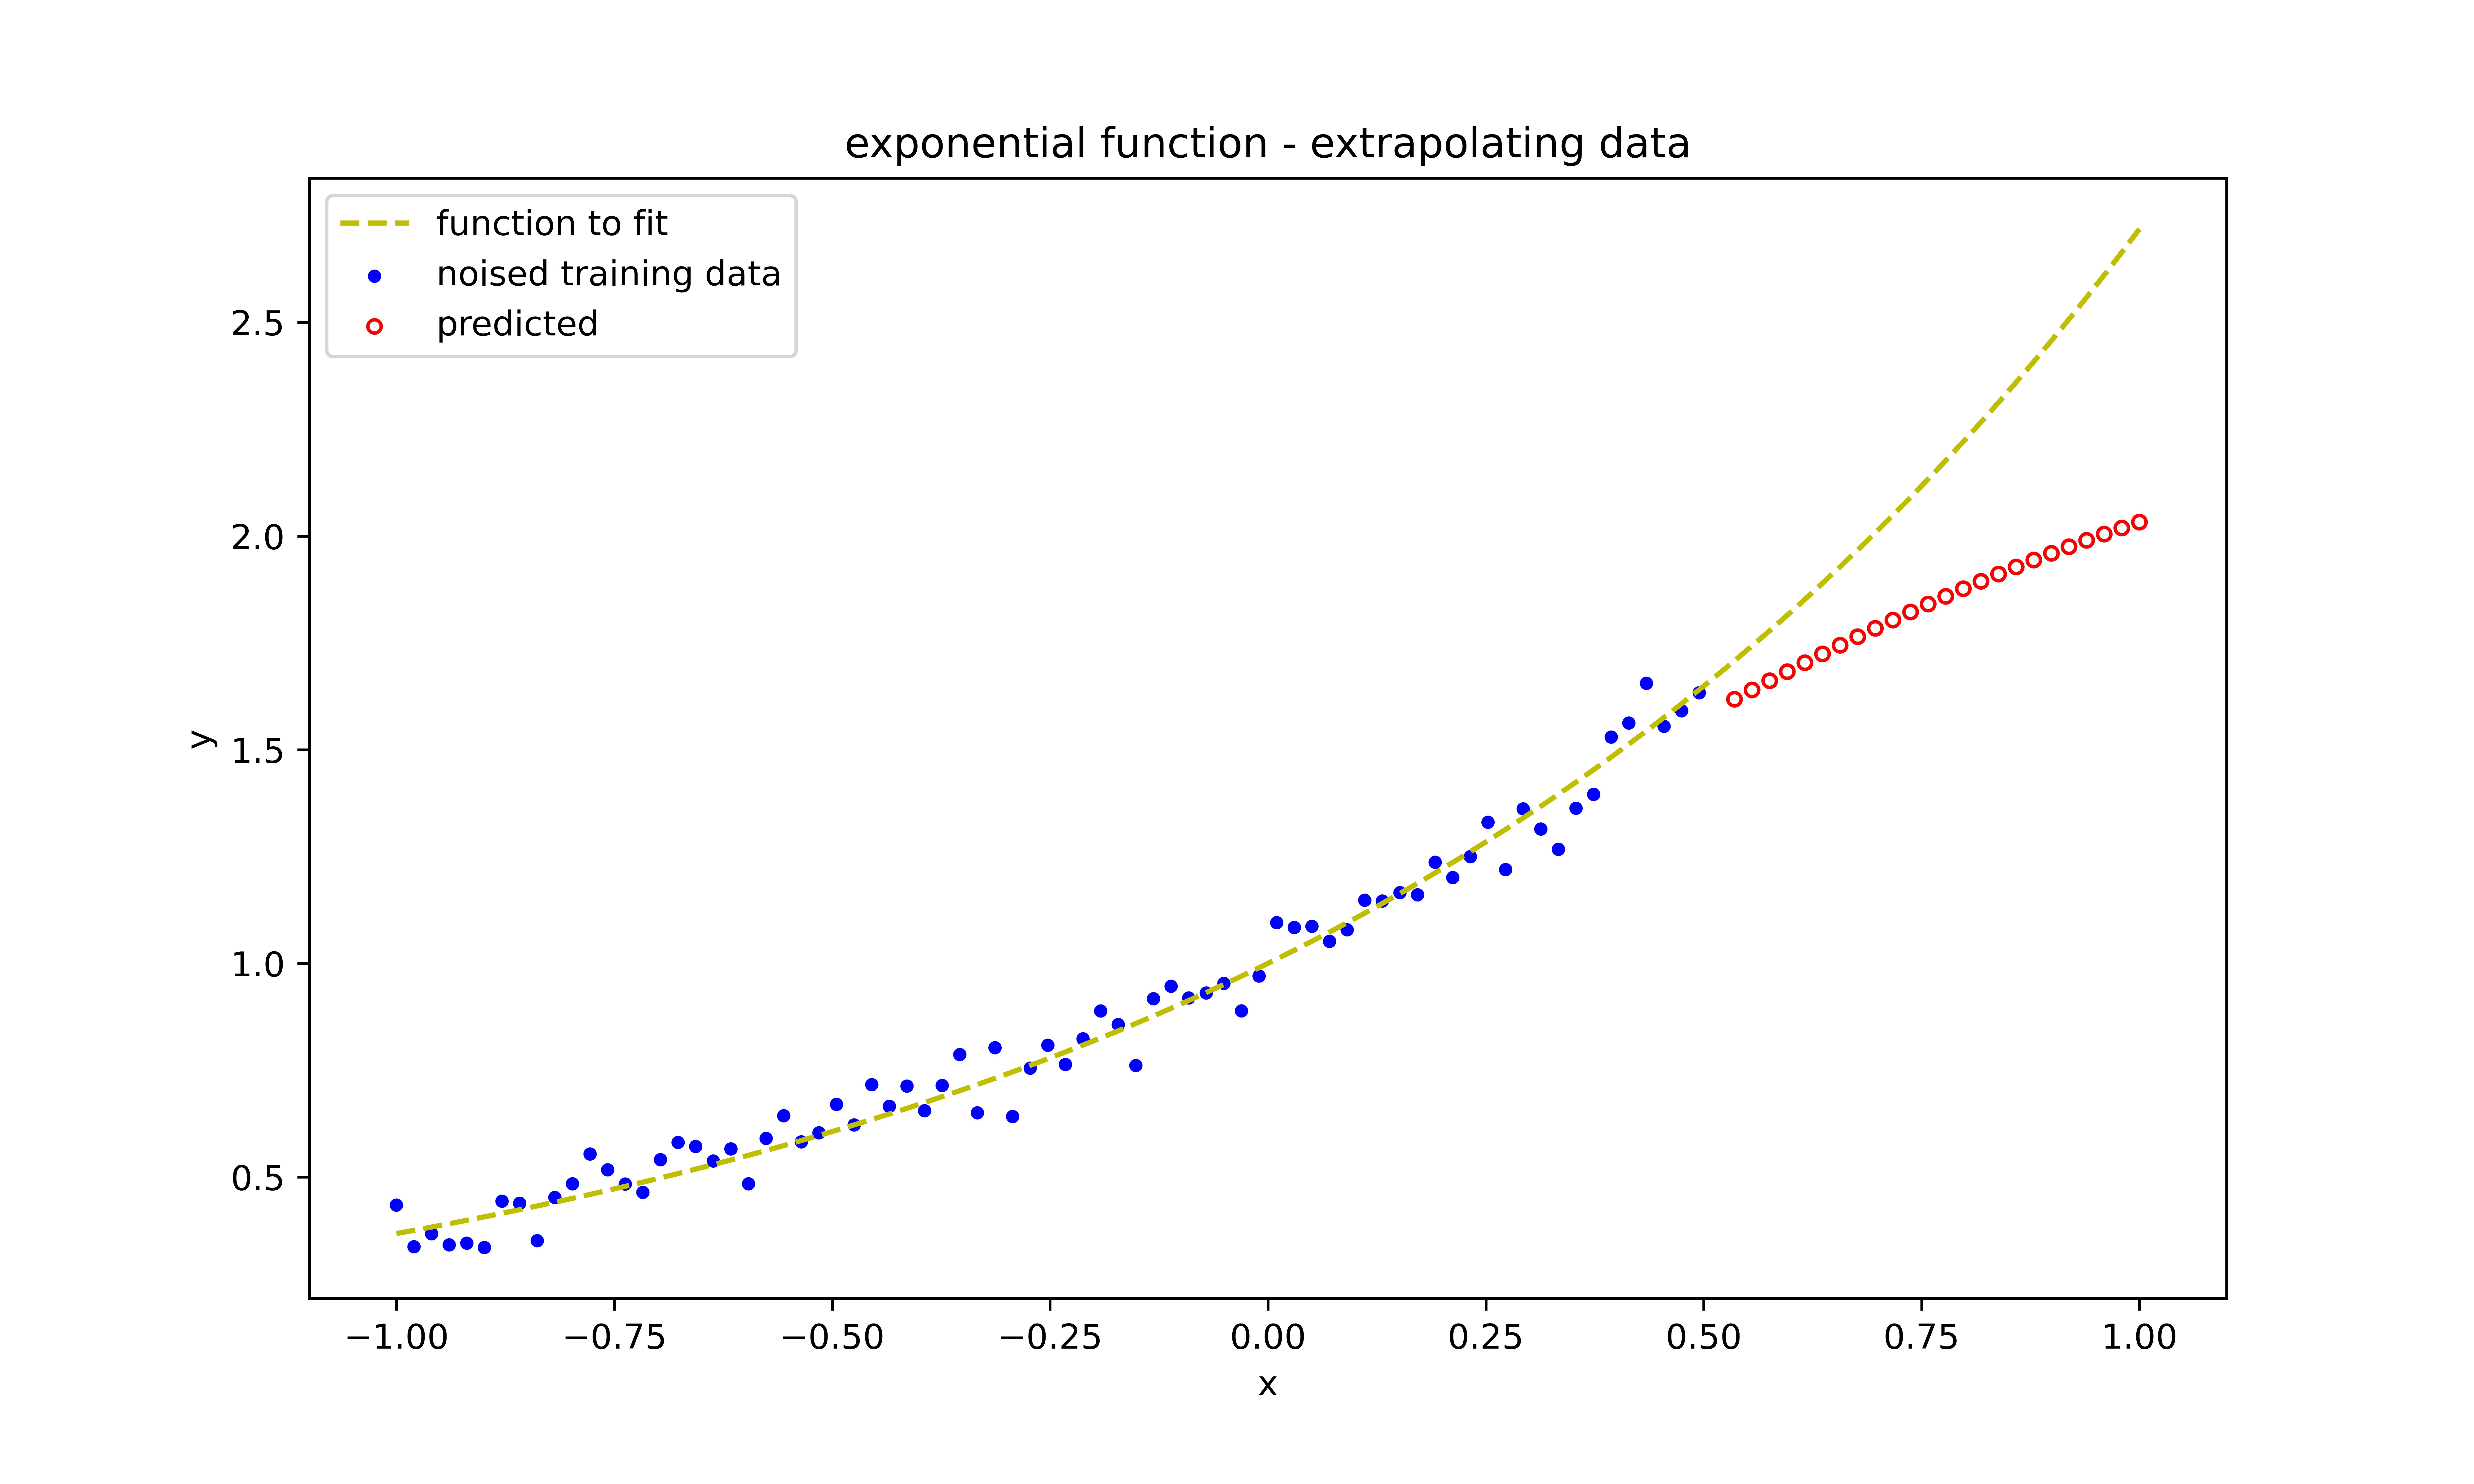 exponential function - extrapolating data
function to fit
noised training data
predicted
2.5
2.0
1.5
1.0
0.5
y
−1.00 −0.75 −0.50 −0.25 0.00 0.25 0.50 0.75 1.00
x